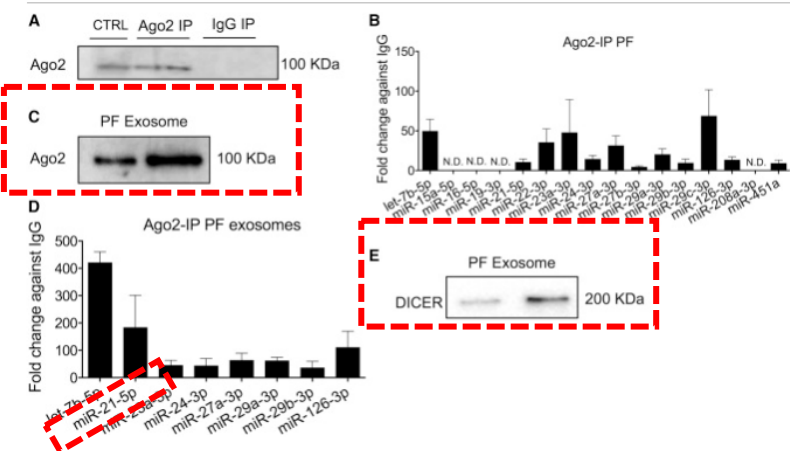 A
CTRL Ago2 IP IgG IP
Ago2
100 KDa
B
Ago2-IP PF
Fold change against IgG
150
100
50
0
N.D. N.D. N.D. N.D.
let-7b-5p
miR-15a-5p
miR-16-5p
miR-19-3p
miR-21-5p
miR-22-3p
miR-23a-3p
miR-24-3p
miR-27a-3p
miR-27b-3p
miR-29a-3p
miR-29b-3p
miR-29c-3p
miR-126-3p
miR-208a-3p
miR-451a
C
PF Exosome
Ago2
100 KDa
D
Ago2-IP PF exosomes
Fold change against IgG
500
400
300
200
100
0
let-7b-5p
miR-21-5p
miR-23a-3p
miR-24-3p
miR-27a-3p
miR-29a-3p
miR-29b-3p
miR-126-3p
E
PF Exosome
DICER
200 KDa